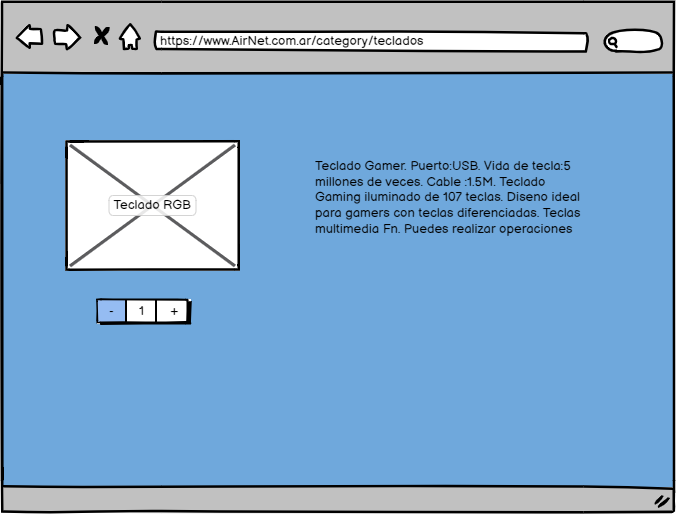 https://www.AirNet.com.ar/category/teclados
Teclado RGB
Teclado Gamer. Puerto:USB. Vida de tecla:5
millones de veces. Cable :1.5M. Teclado
Gaming iluminado de 107 teclas. Diseno ideal
para gamers con teclas diferenciadas. Teclas
multimedia Fn. Puedes realizar operaciones
- 1 +